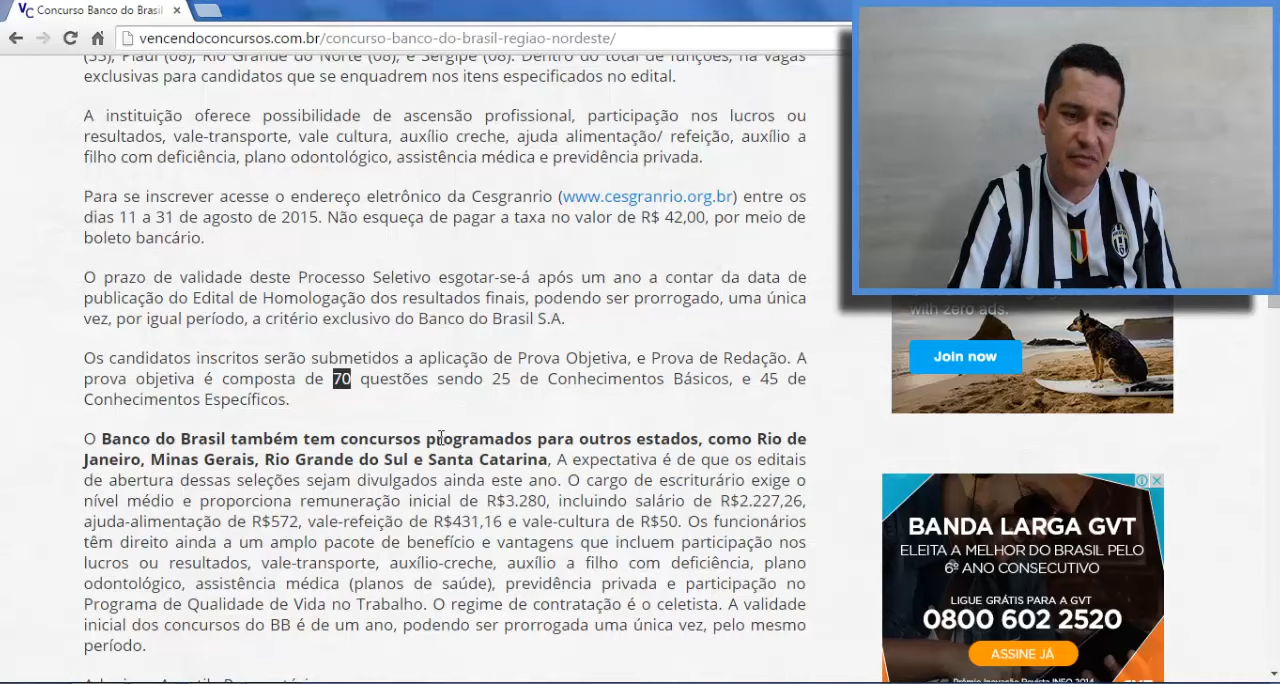 VC Concurso Banco do Brasil ×
vencendoconcursos.com.br/concurso-banco-do-brasil-regiao-nordeste/
(53), Piauí (08), Rio Grande do Norte (08), e Sergipe (08). Dentro do total de funções, há vagas
exclusivas para candidatos que se enquadrem nos itens especificados no edital.
A instituição oferece possibilidade de ascensão profissional, participação nos lucros ou
resultados, vale-transporte, vale cultura, auxílio creche, ajuda alimentação/ refeição, auxílio a
filho com deficiência, plano odontológico, assistência médica e previdência privada.
Para se inscrever acesse o endereço eletrônico da Cesgranrio (www.cesgranrio.org.br) entre os
dias 11 a 31 de agosto de 2015. Não esqueça de pagar a taxa no valor de R$ 42,00, por meio de
boleto bancário.
O prazo de validade deste Processo Seletivo esgotar-se-á após um ano a contar da data de
publicação do Edital de Homologação dos resultados finais, podendo ser prorrogado, uma única
vez, por igual período, a critério exclusivo do Banco do Brasil S.A.
Os candidatos inscritos serão submetidos a aplicação de Prova Objetiva, e Prova de Redação. A
prova objetiva é composta de 70 questões sendo 25 de Conhecimentos Básicos, e 45 de
Conhecimentos Específicos.
O Banco do Brasil também tem concursos programados para outros estados, como Rio de
Janeiro, Minas Gerais, Rio Grande do Sul e Santa Catarina, A expectativa é de que os editais
de abertura dessas seleções sejam divulgados ainda este ano. O cargo de escriturário exige o
nível médio e proporciona remuneração inicial de R$3.280, incluindo salário de R$2.227,26,
ajuda-alimentação de R$572, vale-refeição de R$431,16 e vale-cultura de R$50. Os funcionários
têm direito ainda a um amplo pacote de benefício e vantagens que incluem participação nos
lucros ou resultados, vale-transporte, auxílio-creche, auxílio a filho com deficiência, plano
odontológico, assistência médica (planos de saúde), previdência privada e participação no
Programa de Qualidade de Vida no Trabalho. O regime de contratação é o celetista. A validade
inicial dos concursos do BB é de um ano, podendo ser prorrogada uma única vez, pelo mesmo
período.
with zero ads.
Join now
BANDA LARGA GVT
ELEITA A MELHOR DO BRASIL PELO
6º ANO CONSECUTIVO
LIGUE GRÁTIS PARA A GVT
0800 602 2520
ASSINE JÁ
Prêmio Inovação Revista INFO 2014